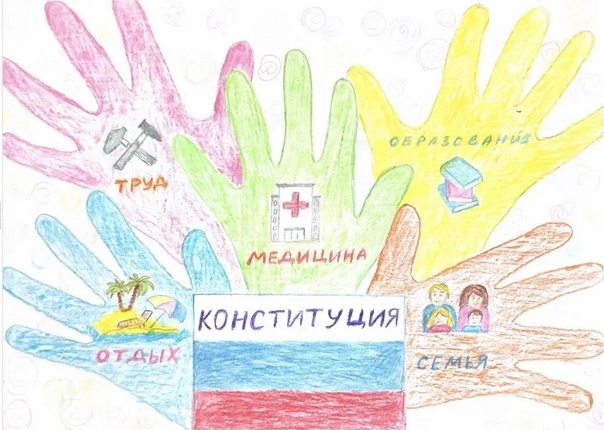 ОБРАЗОВАНИЕ
ТРУД
МЕДИЦИНА
КОНСТИТУЦИЯ
ОТДЫХ
СЕМЬЯ